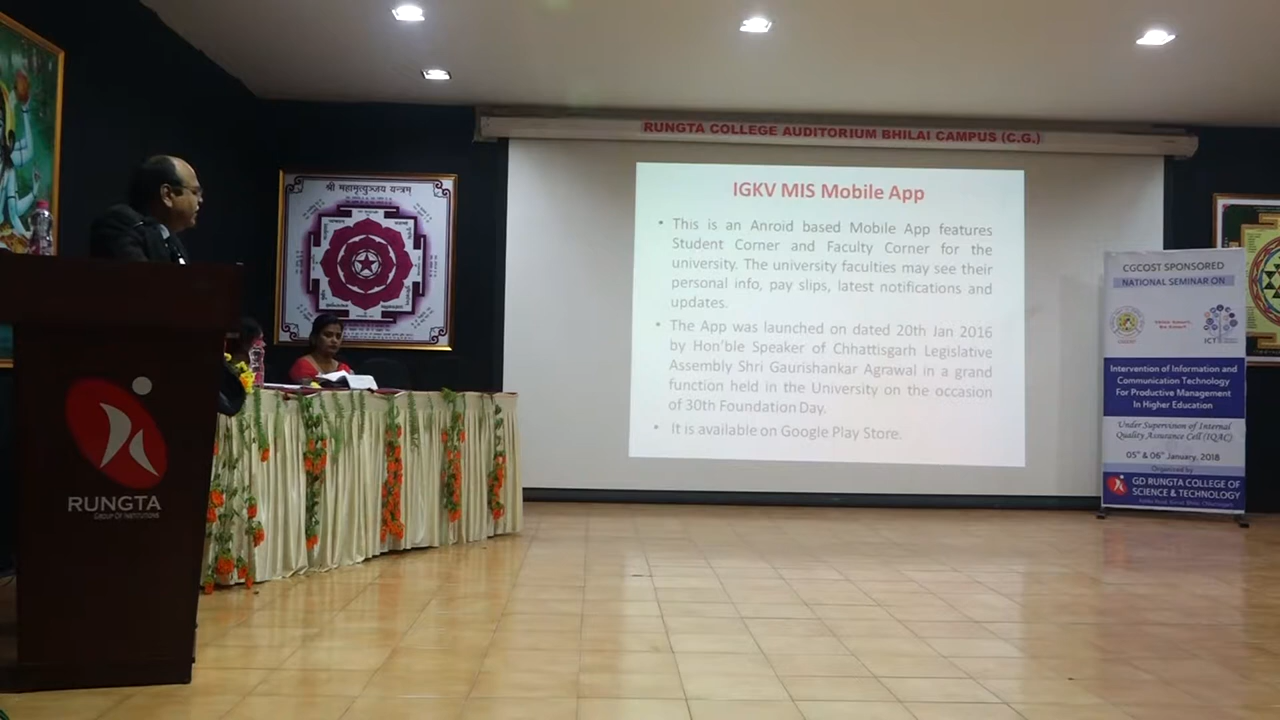 RUNGTA COLLEGE AUDITORIUM BHILAI CAMPUS (C.G.)
श्री महामृत्युञ्जय यन्त्रम्
IGKV MIS Mobile App
• This is an Anroid based Mobile App features
Student Corner and Faculty Corner for the
university. The university faculties may see their
personal info, pay slips, latest notifications and
updates.
• The App was launched on dated 20th Jan 2016
by Hon'ble Speaker of Chhattisgarh Legislative
Assembly Shri Gaurishankar Agrawal in a grand
function held in the University on the occasion
of 30th Foundation Day.
• It is available on Google Play Store.
CGCOST SPONSORED
NATIONAL SEMINAR ON
ICT
Intervention of Information and
Communication Technology
For Productive Management
In Higher Education
Under Supervision of Internal
Quality Assurance Cell (IQAC)
05th & 06th January, 2018
Organised by
GD RUNGTA COLLEGE OF
SCIENCE & TECHNOLOGY
RUNGTA
GROUP OF INSTITUTIONS